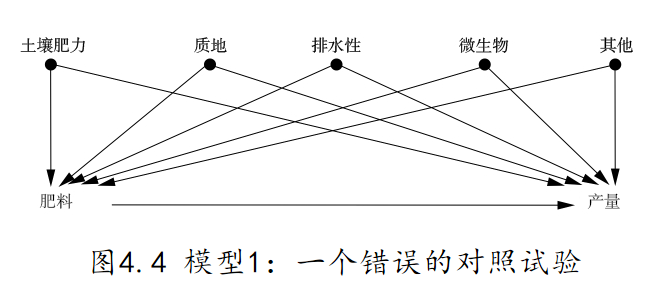 土壤肥力 质地 排水性 微生物 其他
肥料 产量
图4.4 模型1：一个错误的对照试验